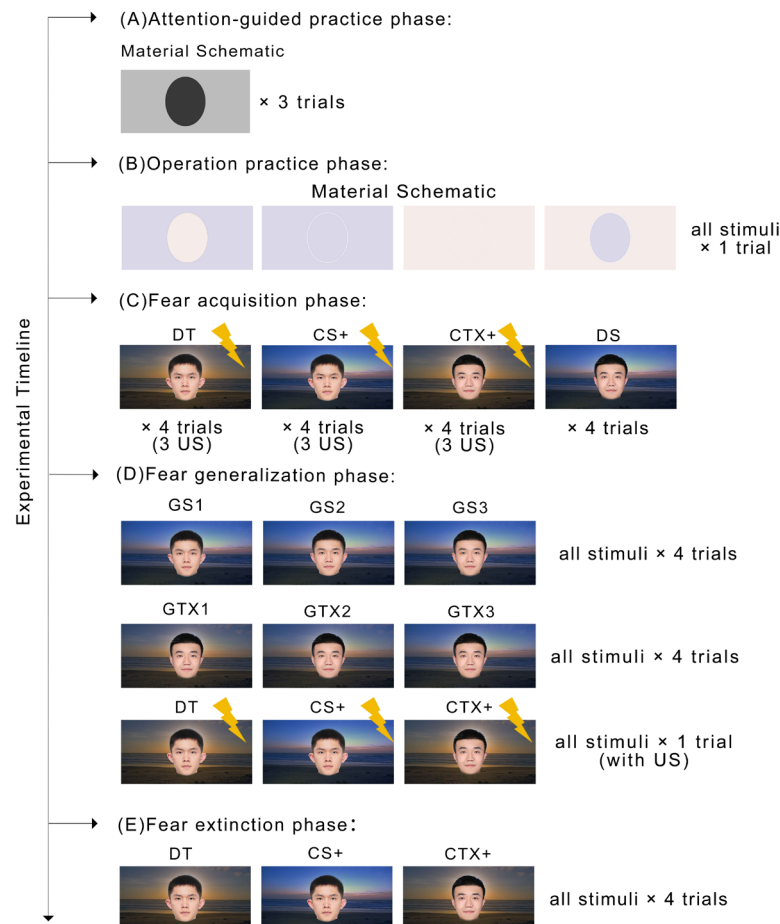 (A)Attention-guided practice phase:
Material Schematic
× 3 trials
(B)Operation practice phase:
Material Schematic
all stimuli
× 1 trial
(C)Fear acquisition phase:
DT CS+ CTX+ DS
× 4 trials × 4 trials × 4 trials × 4 trials
(3 US) (3 US) (3 US)
(D)Fear generalization phase:
GS1 GS2 GS3
all stimuli × 4 trials
GTX1 GTX2 GTX3
all stimuli × 4 trials
DT CS+ CTX+
all stimuli × 1 trial
(with US)
(E)Fear extinction phase：
DT CS+ CTX+
all stimuli × 4 trials
Experimental Timeline